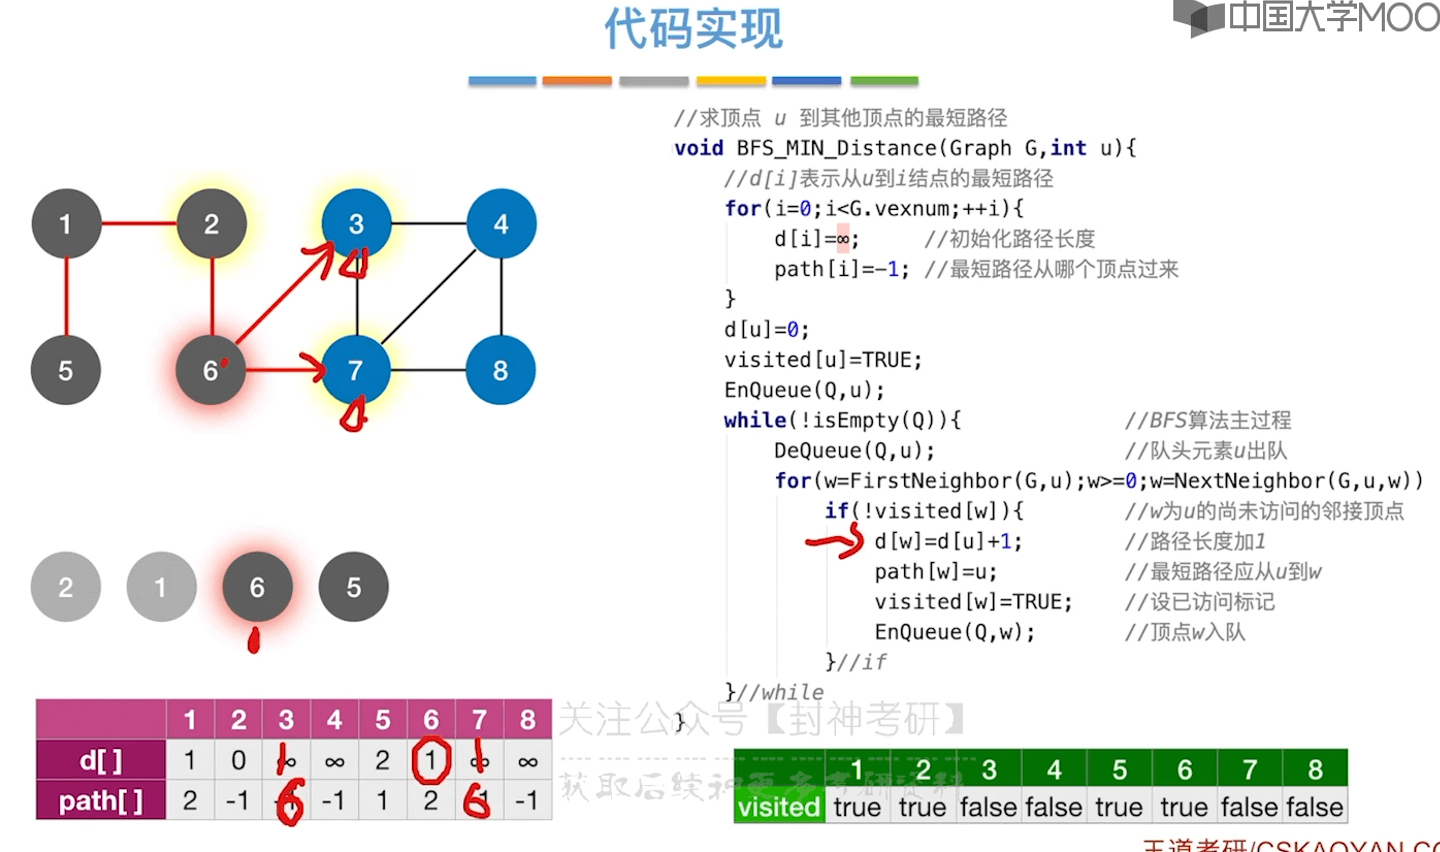 代码实现
中国大学MOO
//求顶点 u 到其他顶点的最短路径
void BFS_MIN_Distance(Graph G,int u){
//d[i]表示从u到i结点的最短路径
for(i=0;i<G.vexnum;++i){
d[i]=∞; //初始化路径长度
path[i]=-1; //最短路径从哪个顶点过来
}
d[u]=0;
visited[u]=TRUE;
EnQueue(Q,u);
while(!isEmpty(Q)){ //BFS算法主过程
DeQueue(Q,u); //队头元素u出队
for(w=FirstNeighbor(G,u);w>=0;w=NextNeighbor(G,u,w))
if(!visited[w]){ //w为u的尚未访问的邻接顶点
d[w]=d[u]+1; //路径长度加1
path[w]=u; //最短路径应从u到w
visited[w]=TRUE; //设已访问标记
EnQueue(Q,w); //顶点w入队
}//if
}//while
}
1 2 3 4
5 6 7 8
2 1 6 5
1 2 3 4 5 6 7 8
d[ ] 1 0 1 ∞ 2 1 1 ∞
path[ ] 2 -1 6 -1 1 2 6 -1
关注公众号【封神考研】
获取后续和更多考研资料
1 2 3 4 5 6 7 8
visited true true false false true true false false
王道考研/CSKAOYAN.CO